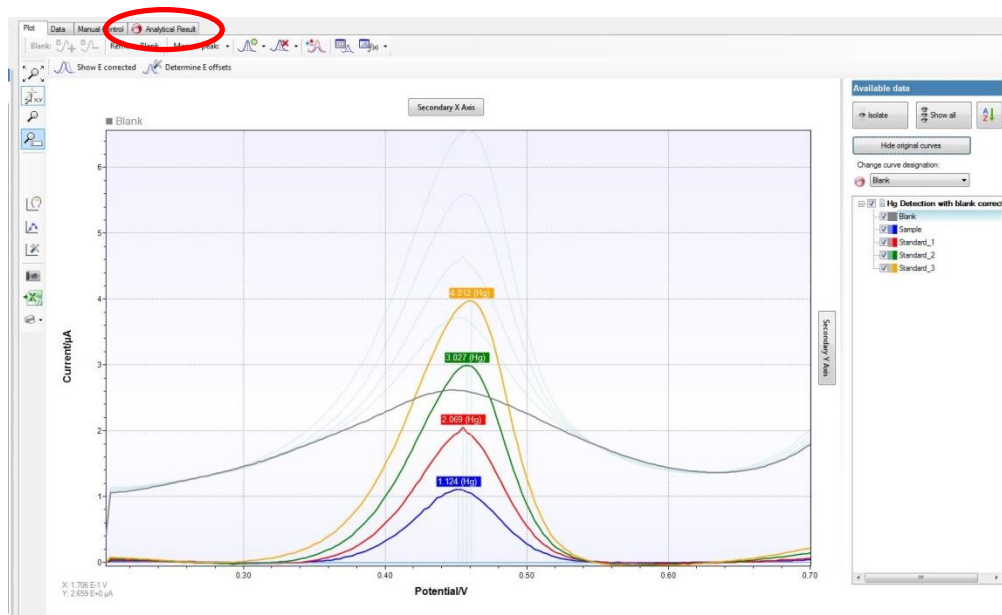 Plot Data Manual Control Analytical Result
Blank:
Show E corrected Determine E offsets
Secondary X Axis
Blank
6
5
4
3
2
1
0
0.30 0.40 0.50 0.60 0.70
Current/µA
Potential/V
4.012 (Hg)
3.027 (Hg)
2.069 (Hg)
1.124 (Hg)
Secondary Y Axis
X: 1.706 E-1 V
Y: 2.659 E+0 µA
Available data
Isolate Show all
Hide original curves
Change curve designation:
Blank
Hg Detection with blank correct
Blank
Sample
Standard_1
Standard_2
Standard_3